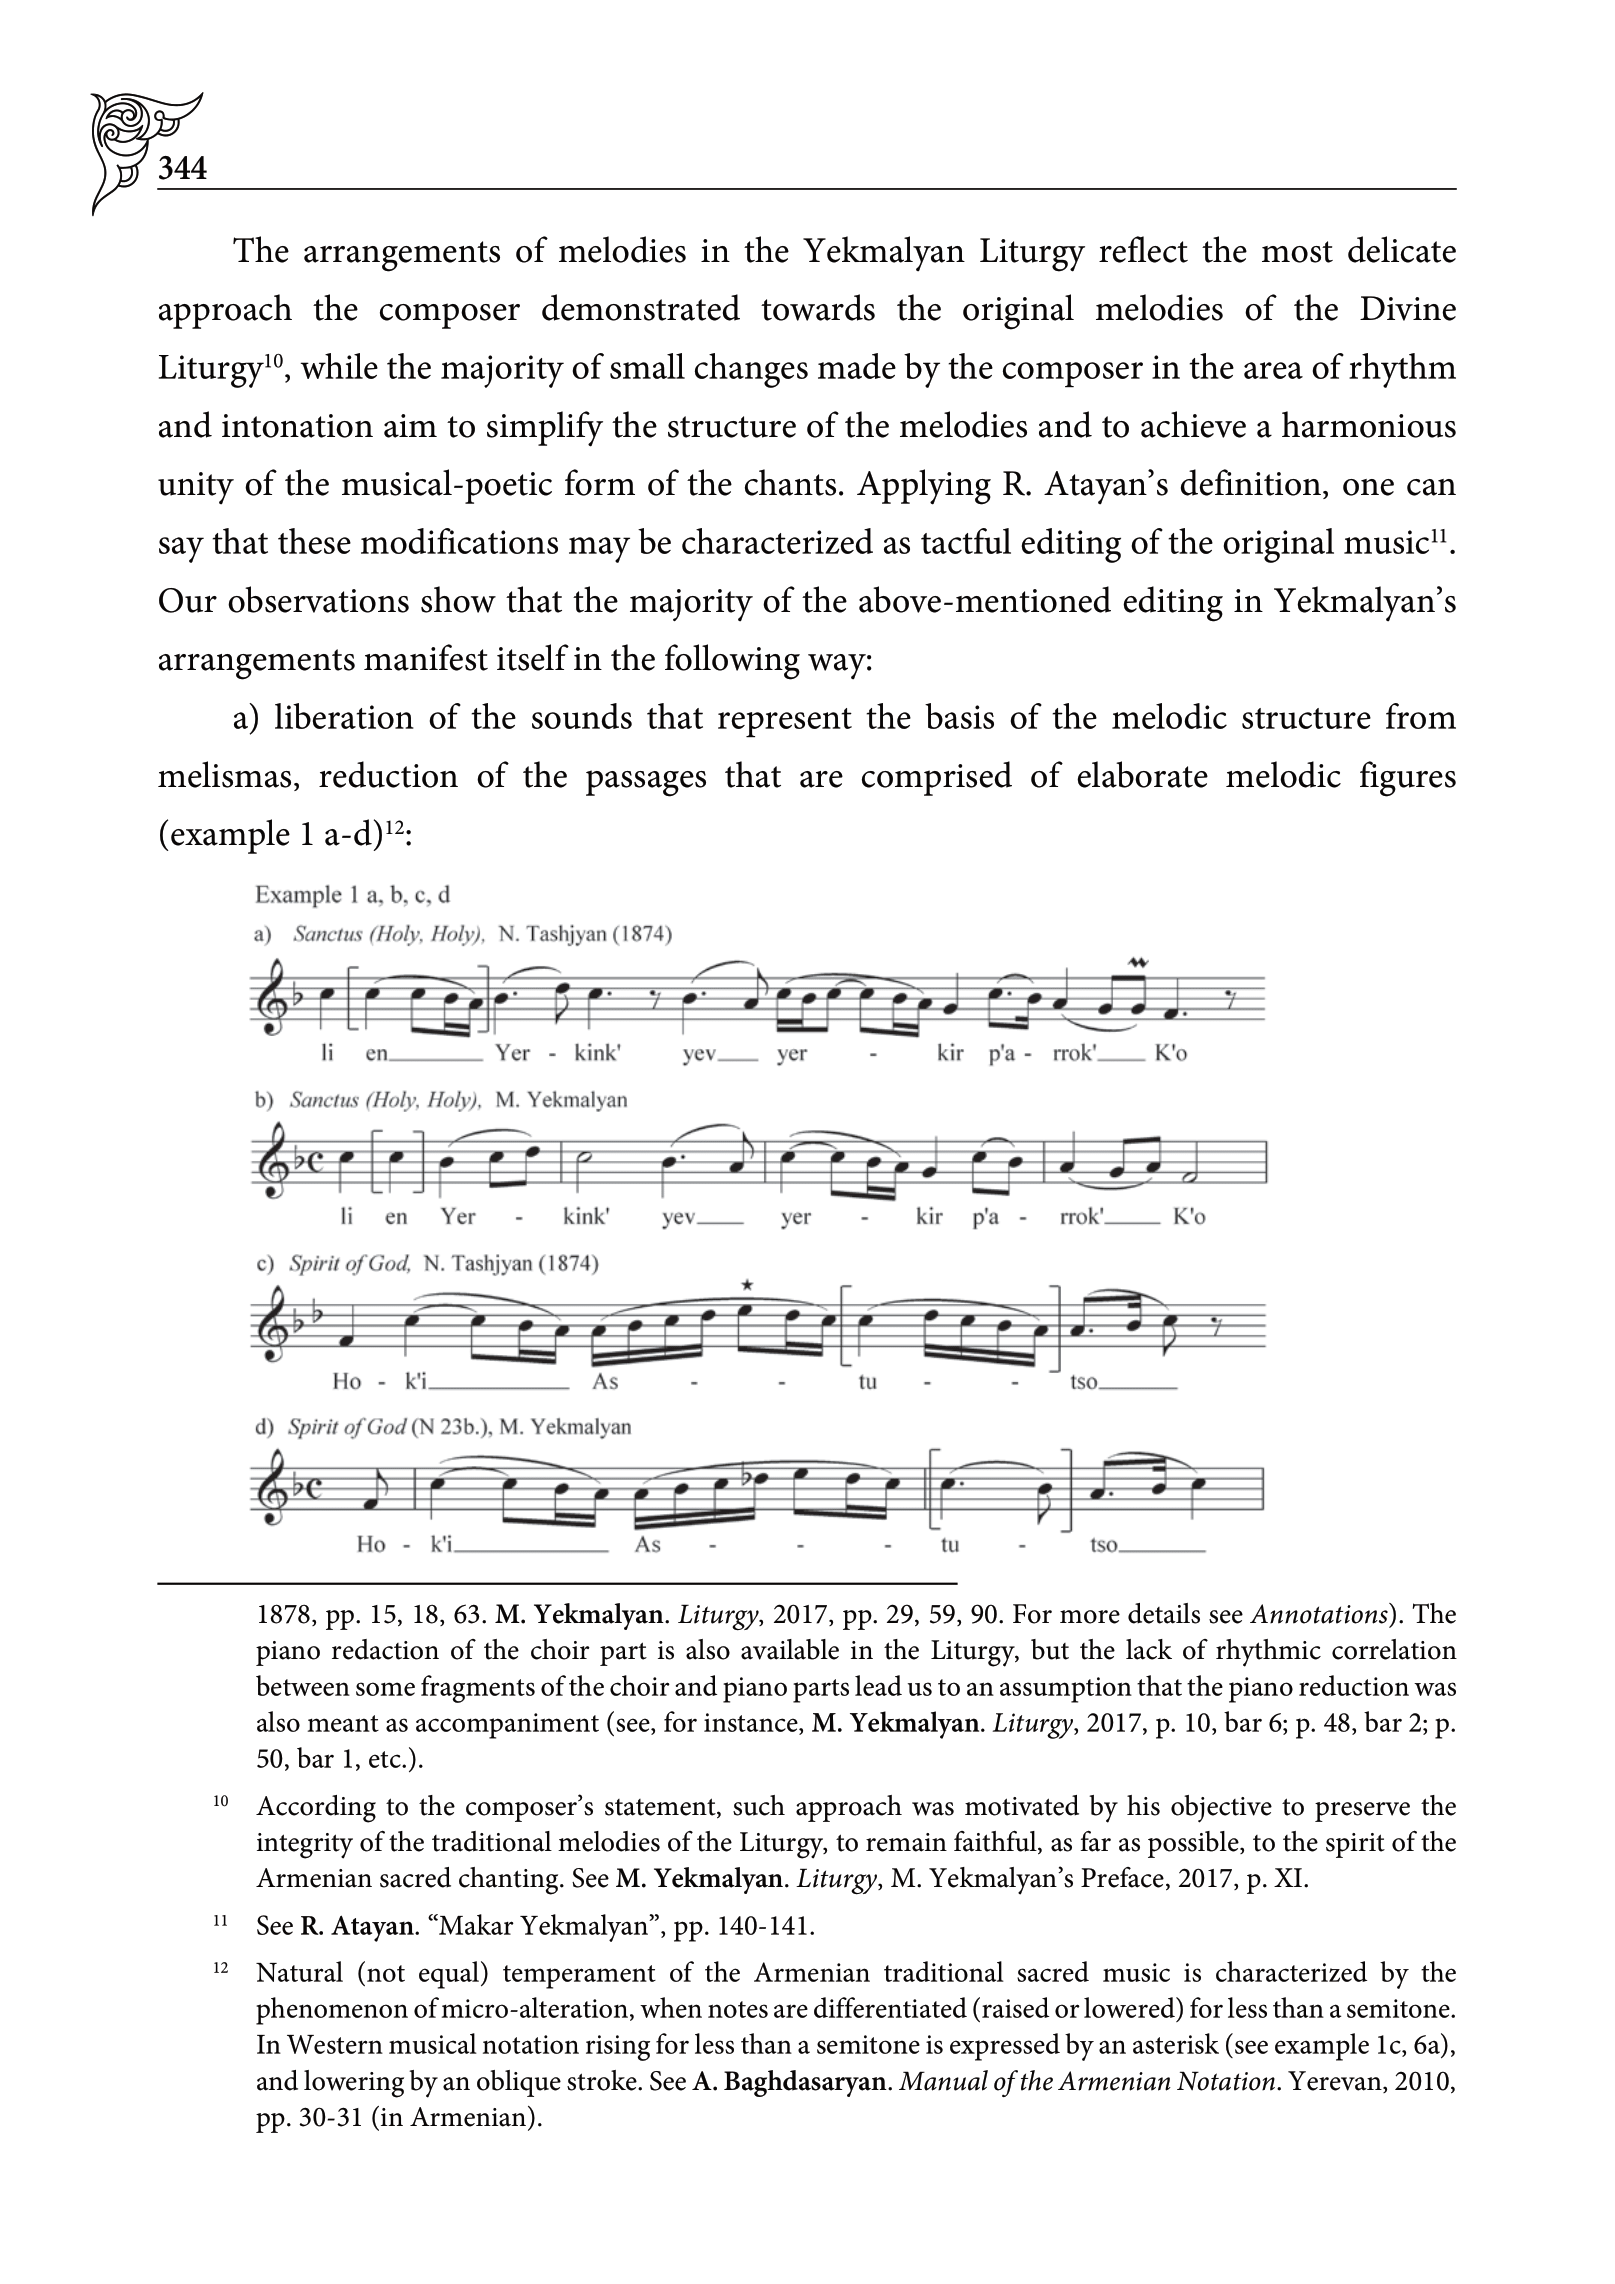 344
The arrangements of melodies in the Yekmalyan Liturgy reflect the most delicate
approach the composer demonstrated towards the original melodies of the Divine
Liturgy10, while the majority of small changes made by the composer in the area of rhythm
and intonation aim to simplify the structure of the melodies and to achieve a harmonious
unity of the musical-poetic form of the chants. Applying R. Atayan’s definition, one can
say that these modifications may be characterized as tactful editing of the original music11.
Our observations show that the majority of the above-mentioned editing in Yekmalyan’s
arrangements manifest itself in the following way:
a) liberation of the sounds that represent the basis of the melodic structure from
melismas, reduction of the passages that are comprised of elaborate melodic figures
(example 1 a-d)12:
Example 1 a, b, c, d
a) Sanctus (Holy, Holy), N. Tashjyan (1874)
li en____ Yer - kink' yev___ yer - kir p'a - rrok'___ K'o
b) Sanctus (Holy, Holy), M. Yekmalyan
li en Yer - kink' yev___ yer - kir p'a - rrok'___ K'o
c) Spirit of God, N. Tashjyan (1874)
Ho - k'i____ As - - tu - - tso____
d) Spirit of God (N 23b.), M. Yekmalyan
Ho - k'i____ As - - - tu - tso____
1878, pp. 15, 18, 63. M. Yekmalyan. Liturgy, 2017, pp. 29, 59, 90. For more details see Annotations). The
piano redaction of the choir part is also available in the Liturgy, but the lack of rhythmic correlation
between some fragments of the choir and piano parts lead us to an assumption that the piano reduction was
also meant as accompaniment (see, for instance, M. Yekmalyan. Liturgy, 2017, p. 10, bar 6; p. 48, bar 2; p.
50, bar 1, etc.).
10 According to the composer’s statement, such approach was motivated by his objective to preserve the
integrity of the traditional melodies of the Liturgy, to remain faithful, as far as possible, to the spirit of the
Armenian sacred chanting. See M. Yekmalyan. Liturgy, M. Yekmalyan’s Preface, 2017, p. XI.
11 See R. Atayan. “Makar Yekmalyan”, pp. 140-141.
12 Natural (not equal) temperament of the Armenian traditional sacred music is characterized by the
phenomenon of micro-alteration, when notes are differentiated (raised or lowered) for less than a semitone.
In Western musical notation rising for less than a semitone is expressed by an asterisk (see example 1c, 6a),
and lowering by an oblique stroke. See A. Baghdasaryan. Manual of the Armenian Notation. Yerevan, 2010,
pp. 30-31 (in Armenian).